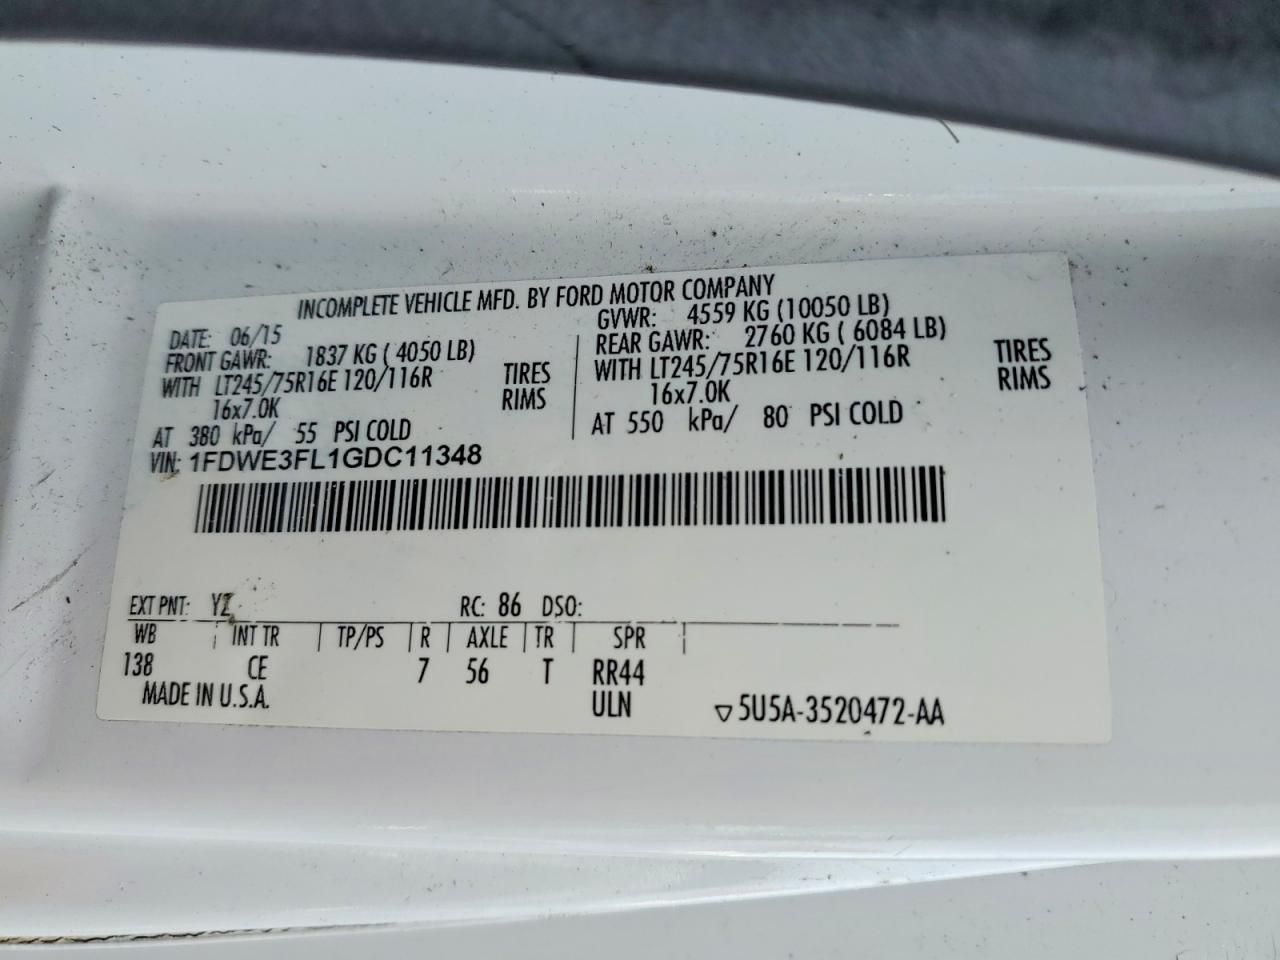 INCOMPLETE VEHICLE MFD. BY FORD MOTOR COMPANY
DATE: 06/15 GVWR: 4559 KG (10050 LB)
FRONT GAWR: 1837 KG ( 4050 LB) REAR GAWR: 2760 KG ( 6084 LB)
WITH LT245/75R16E 120/116R TIRES WITH LT245/75R16E 120/116R TIRES
16x7.0K RIMS 16x7.0K RIMS
AT 380 kPa/ 55 PSI COLD AT 550 kPa/ 80 PSI COLD
VIN: 1FDWE3FL1GDC11348
EXT PNT: YZ RC: 86 DSO:
WB INT TR TP/PS R AXLE TR SPR
138 CE 7 56 T RR44
MADE IN U.S.A. ULN ▽5U5A-3520472-AA